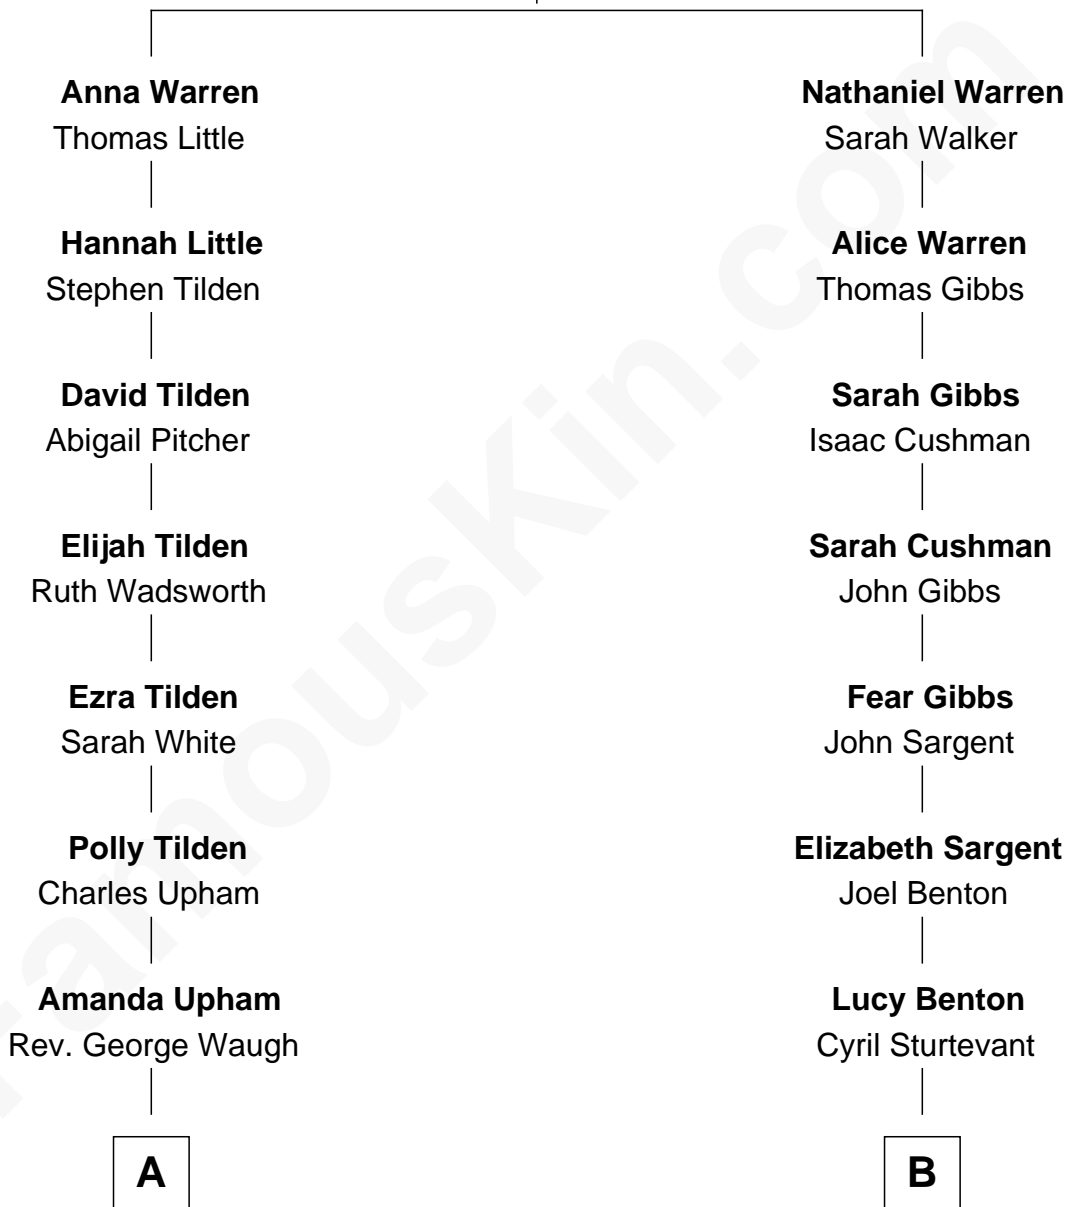 Anna Warren
Thomas Little
Hannah Little
Stephen Tilden
David Tilden
Abigail Pitcher
Elijah Tilden
Ruth Wadsworth
Ezra Tilden
Sarah White
Polly Tilden
Charles Upham
Amanda Upham
Rev. George Waugh
A
Nathaniel Warren
Sarah Walker
Alice Warren
Thomas Gibbs
Sarah Gibbs
Isaac Cushman
Sarah Cushman
John Gibbs
Fear Gibbs
John Sargent
Elizabeth Sargent
Joel Benton
Lucy Benton
Cyril Sturtevant
B
FamousKin.com